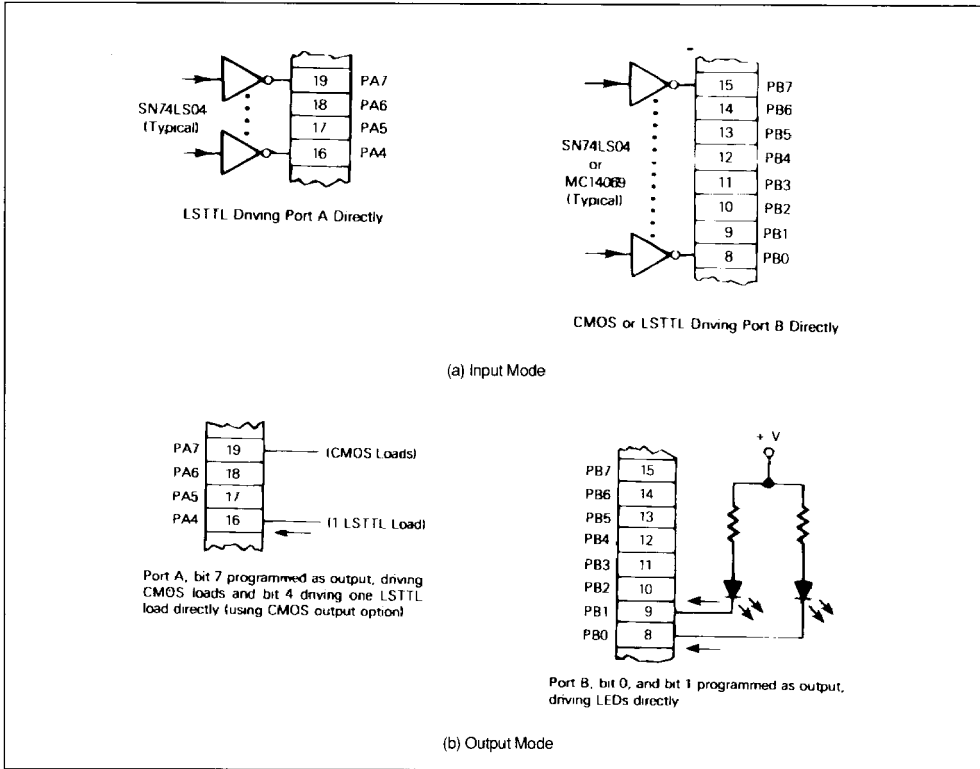 19 PA7
18 PA6
17 PA5
16 PA4
SN74LS04
(Typical)
LSTTL Driving Port A Directly
15 PB7
14 PB6
13 PB5
12 PB4
11 PB3
10 PB2
9 PB1
8 PB0
SN74LS04
or
MC14069
(Typical)
CMOS or LSTTL Driving Port B Directly
(a) Input Mode
PA7 19 (CMOS Loads)
PA6 18
PA5 17
PA4 16 (1 LSTTL Load)
Port A, bit 7 programmed as output, driving
CMOS loads and bit 4 driving one LSTTL
load directly (using CMOS output option)
+ V
PB7 15
PB6 14
PB5 13
PB4 12
PB3 11
PB2 10
PB1 9
PB0 8
Port B, bit 0, and bit 1 programmed as output,
driving LEDs directly
(b) Output Mode